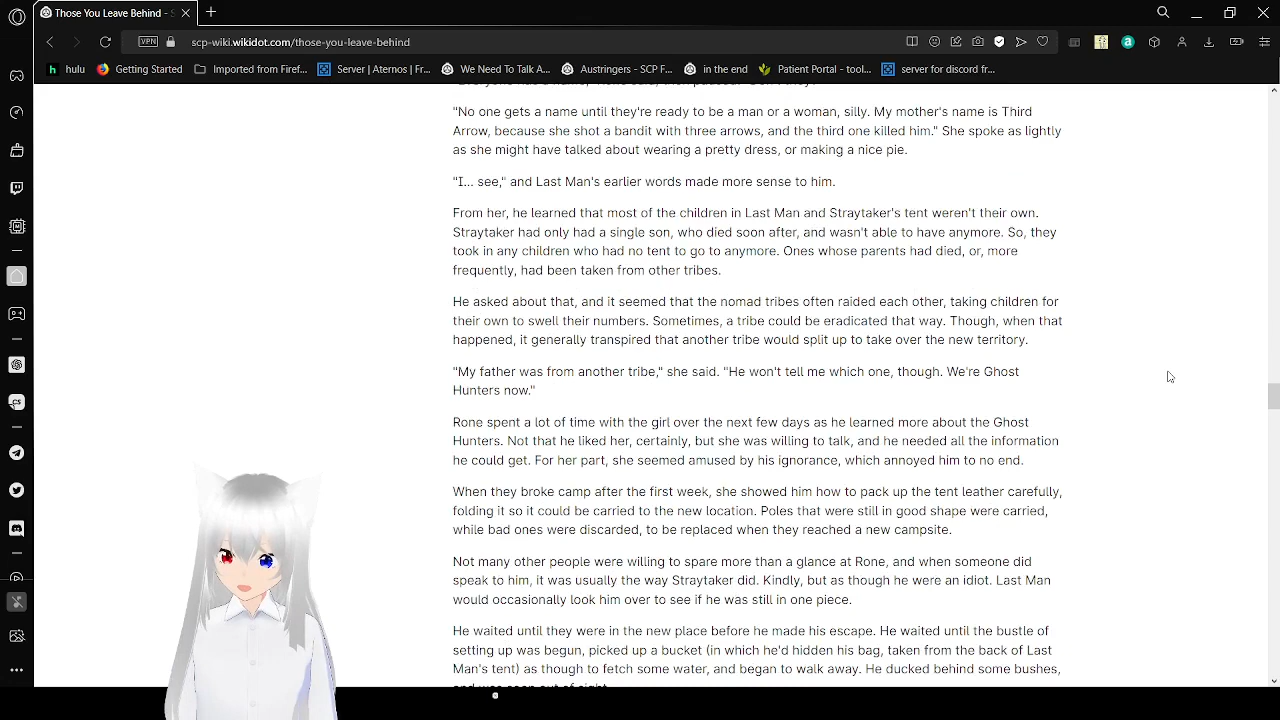 Those You Leave Behind - S
VPN
scp-wiki.wikidot.com/those-you-leave-behind
hulu
Getting Started
Imported from Firef...
Server | Aternos | Fr...
We Need To Talk A...
Austringers - SCP F...
in the end
Patient Portal - tool...
server for discord fr...
"No one gets a name until they're ready to be a man or a woman, silly. My mother's name is Third
Arrow, because she shot a bandit with three arrows, and the third one killed him." She spoke as lightly
as she might have talked about wearing a pretty dress, or making a nice pie.
"I... see," and Last Man's earlier words made more sense to him.
From her, he learned that most of the children in Last Man and Straytaker's tent weren't their own.
Straytaker had only had a single son, who died soon after, and wasn't able to have anymore. So, they
took in any children who had no tent to go to anymore. Ones whose parents had died, or, more
frequently, had been taken from other tribes.
He asked about that, and it seemed that the nomad tribes often raided each other, taking children for
their own to swell their numbers. Sometimes, a tribe could be eradicated that way. Though, when that
happened, it generally transpired that another tribe would split up to take over the new territory.
"My father was from another tribe," she said. "He won't tell me which one, though. We're Ghost
Hunters now."
Rone spent a lot of time with the girl over the next few days as he learned more about the Ghost
Hunters. Not that he liked her, certainly, but she was willing to talk, and he needed all the information
he could get. For her part, she seemed amused by his ignorance, which annoyed him to no end.
When they broke camp after the first week, she showed him how to pack up the tent leather carefully,
folding it so it could be carried to the new location. Poles that were still in good shape were carried,
while bad ones were discarded, to be replaced when they reached a new campsite.
Not many other people were willing to spare more than a glance at Rone, and when someone did
speak to him, it was usually the way Straytaker did. Kindly, but as though he were an idiot. Last Man
would occasionally look him over to see if he was still in one piece.
He waited until they were in the new place before he made his escape. He waited until the bustle of
setting up was begun, picked up a bucket (in which he'd hidden his bag, taken from the back of Last
Man's tent) as though to fetch some water, and began to walk away. He ducked behind some bushes,